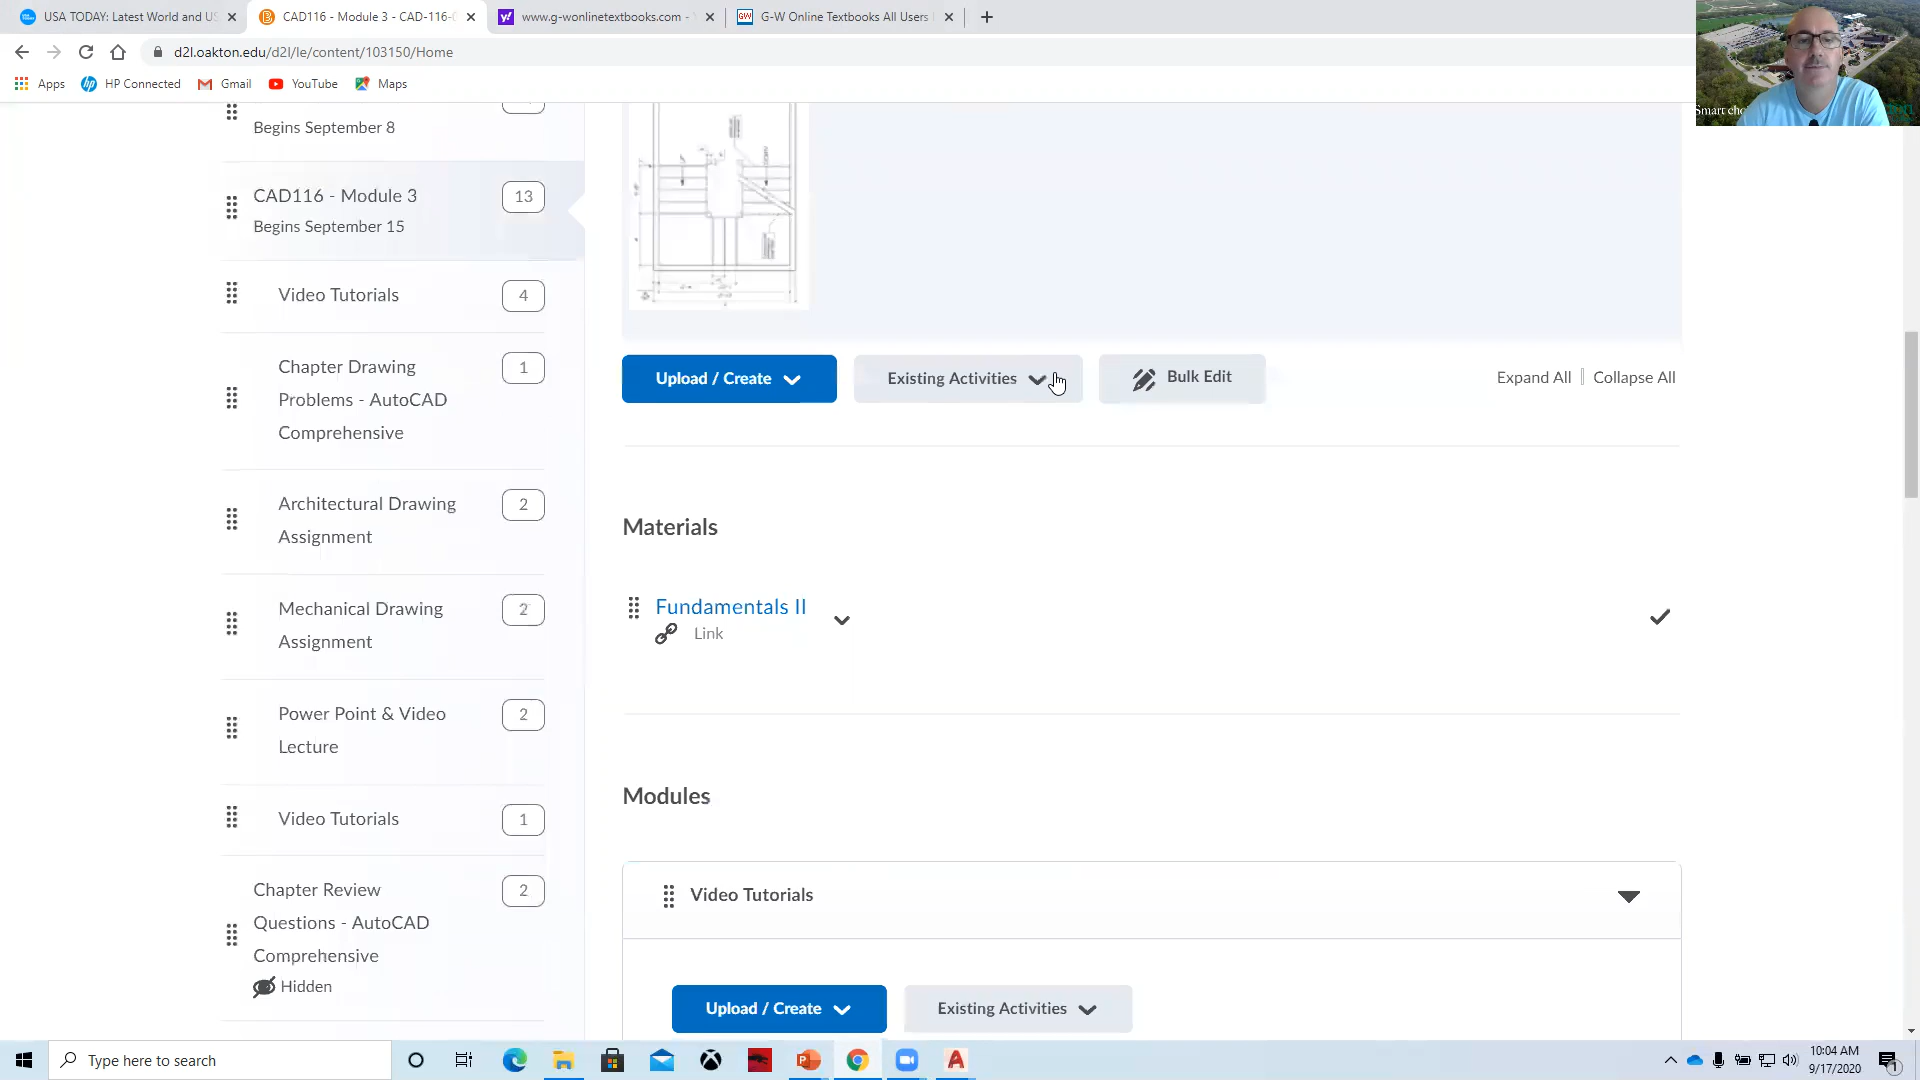 USA TODAY: Latest World and US
CAD116 - Module 3 - CAD-116-0
www.g-wonlinetextbooks.com -
G-W Online Textbooks All Users
d2l.oakton.edu/d2l/le/content/103150/Home
Apps
HP Connected
Gmail
YouTube
Maps
Smart cho
Begins September 8
CAD116 - Module 3
13
Begins September 15
Video Tutorials
4
Chapter Drawing
1
Problems - AutoCAD
Comprehensive
Architectural Drawing
2
Assignment
Mechanical Drawing
2
Assignment
Power Point & Video
2
Lecture
Video Tutorials
1
Chapter Review
2
Questions - AutoCAD
Comprehensive
Hidden
Upload / Create
Existing Activities
Bulk Edit
Expand All
Collapse All
Materials
Fundamentals II
Link
Modules
Video Tutorials
Upload / Create
Existing Activities
Type here to search
10:04 AM
9/17/2020
1